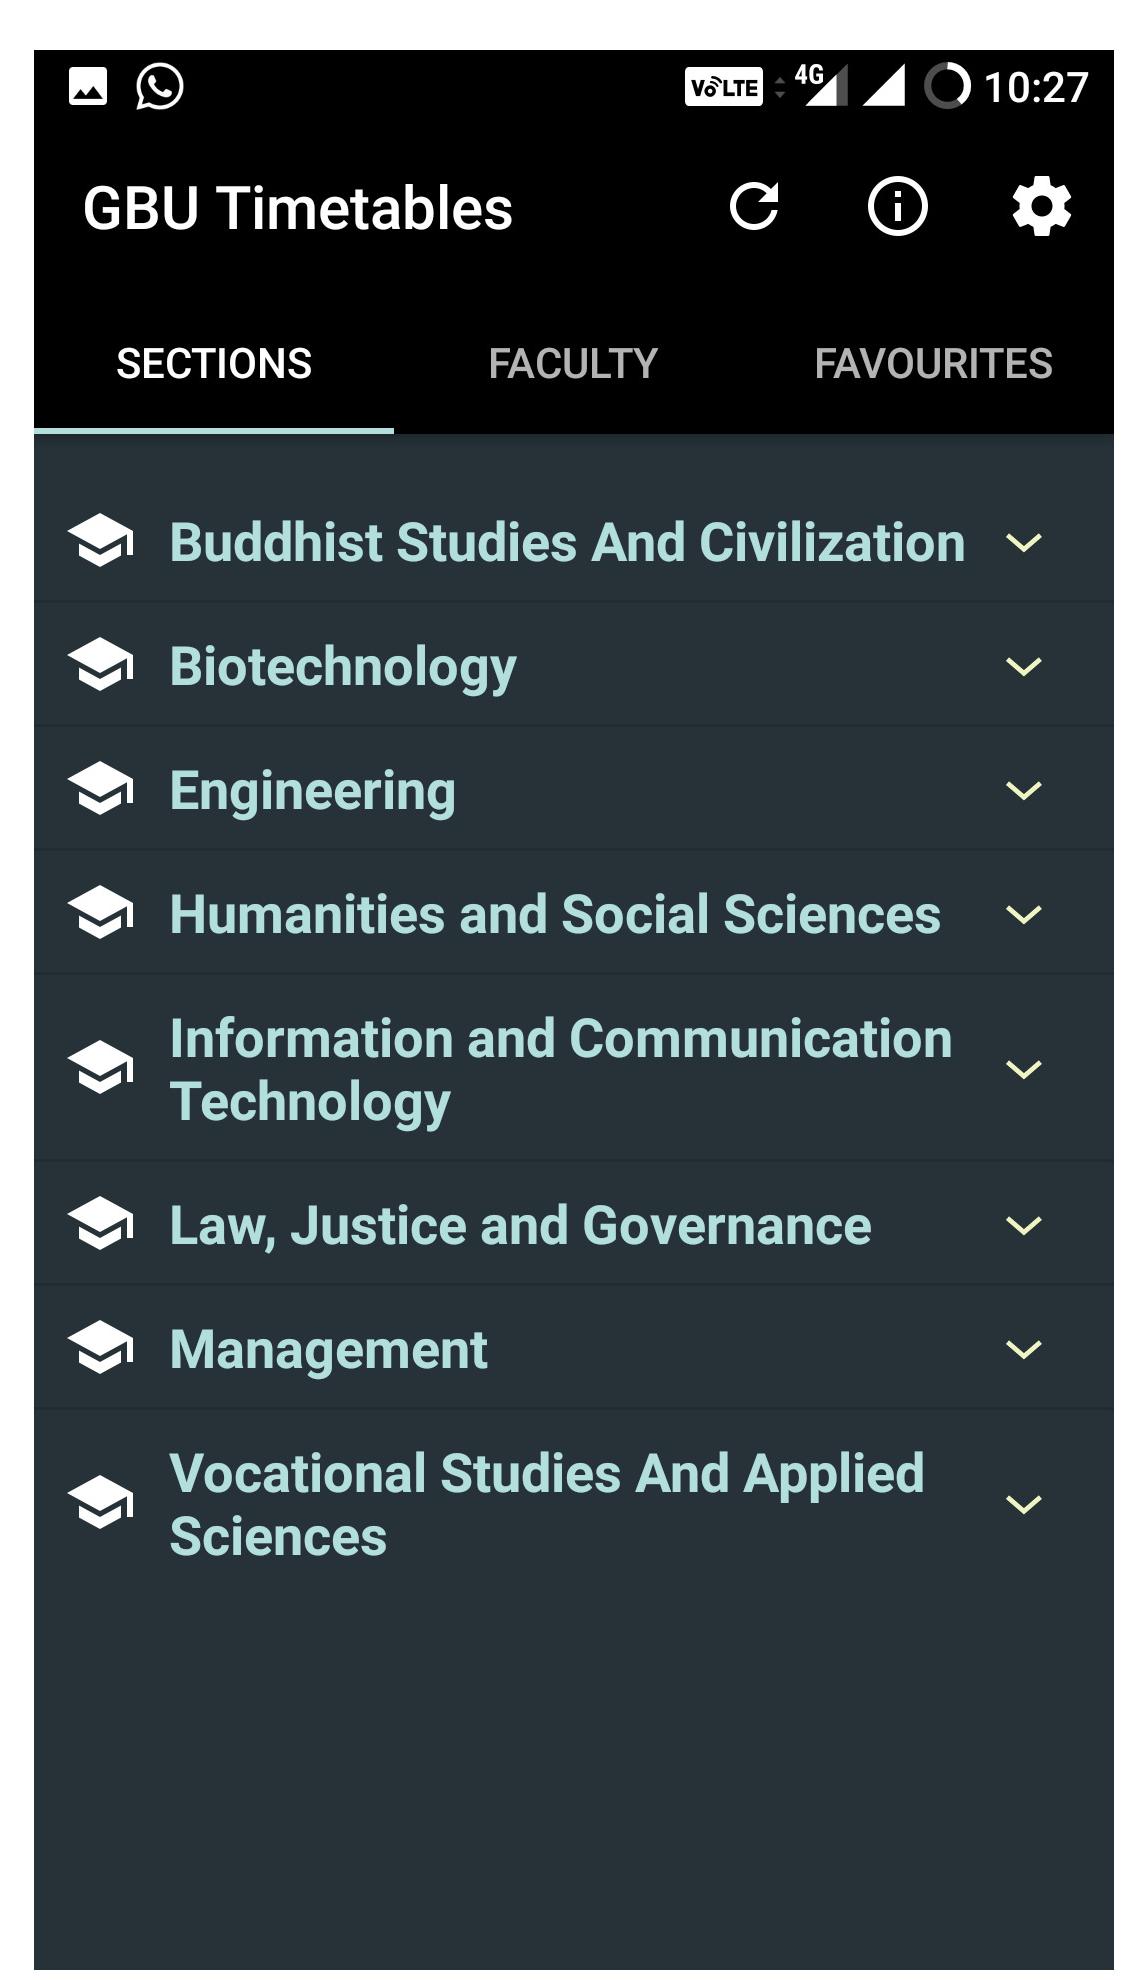 VoLTE 4G 10:27
GBU Timetables
SECTIONS FACULTY FAVOURITES
Buddhist Studies And Civilization
Biotechnology
Engineering
Humanities and Social Sciences
Information and Communication
Technology
Law, Justice and Governance
Management
Vocational Studies And Applied
Sciences